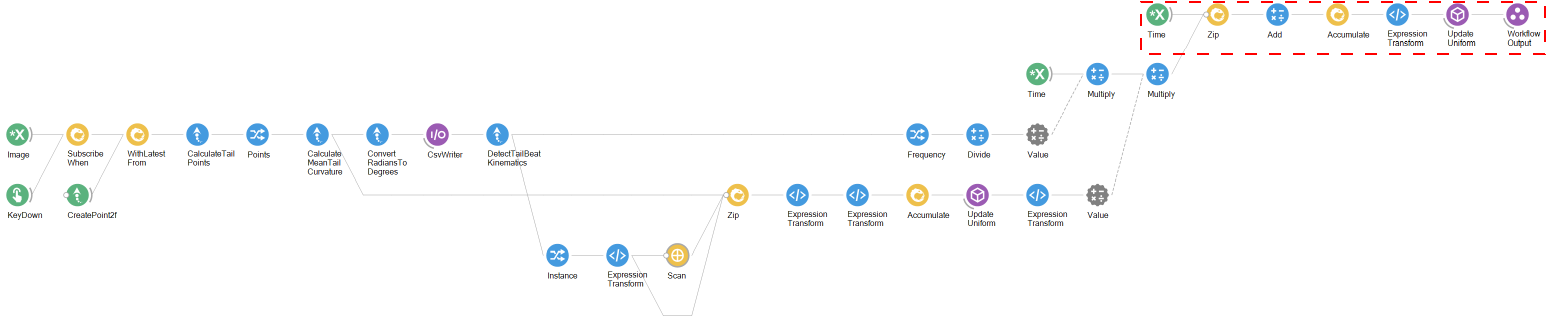 Time
Zip
Add
Accumulate
Expression
Transform
Update
Uniform
Workflow
Output
Time
Multiply
Multiply
Image
Subscribe
When
WithLatest
From
CalculateTail
Points
Points
Calculate
MeanTail
Curvature
Convert
RadiansTo
Degrees
I/O
CsvWriter
DetectTailBeat
Kinematics
Frequency
Divide
Value
KeyDown
CreatePoint2f
Zip
Expression
Transform
Expression
Transform
Accumulate
Update
Uniform
Expression
Transform
Value
Instance
Expression
Transform
Scan